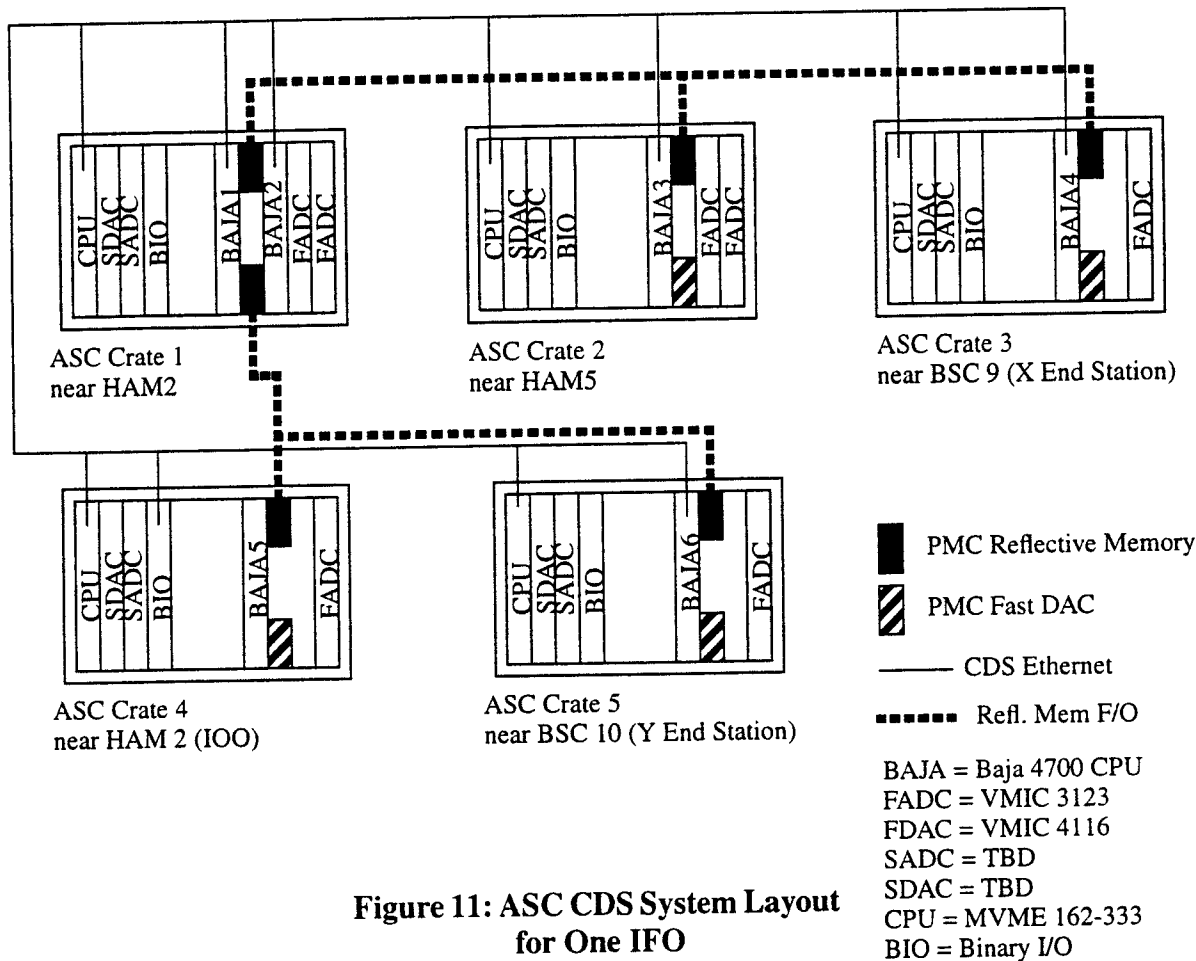 CPU SDAC SADC BIO BAJA1 BAJA2 FADC FADC
ASC Crate 1
near HAM2
CPU SDAC SADC BIO BAJA3 FADC FADC
ASC Crate 2
near HAM5
CPU SDAC SADC BIO BAJA4 FADC
ASC Crate 3
near BSC 9 (X End Station)
CPU SDAC SADC BIO BAJA5 FADC
ASC Crate 4
near HAM 2 (IOO)
CPU SDAC SADC BIO BAJA6 FADC
ASC Crate 5
near BSC 10 (Y End Station)
PMC Reflective Memory
PMC Fast DAC
CDS Ethernet
Refl. Mem F/O
BAJA = Baja 4700 CPU
FADC = VMIC 3123
FDAC = VMIC 4116
SADC = TBD
SDAC = TBD
CPU = MVME 162-333
BIO = Binary I/O
Figure 11: ASC CDS System Layout
for One IFO